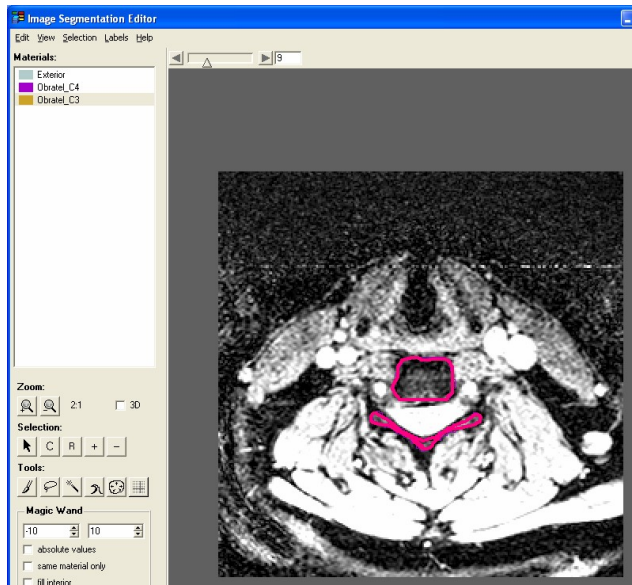 Image Segmentation Editor
Edit View Selection Labels Help
Materials:
9
Exterior
Obratel_C4
Obratel_C3
Zoom:
2:1
3D
Selection:
C R + −
Tools:
Magic Wand
-10 10
absolute values
same material only
fill interior